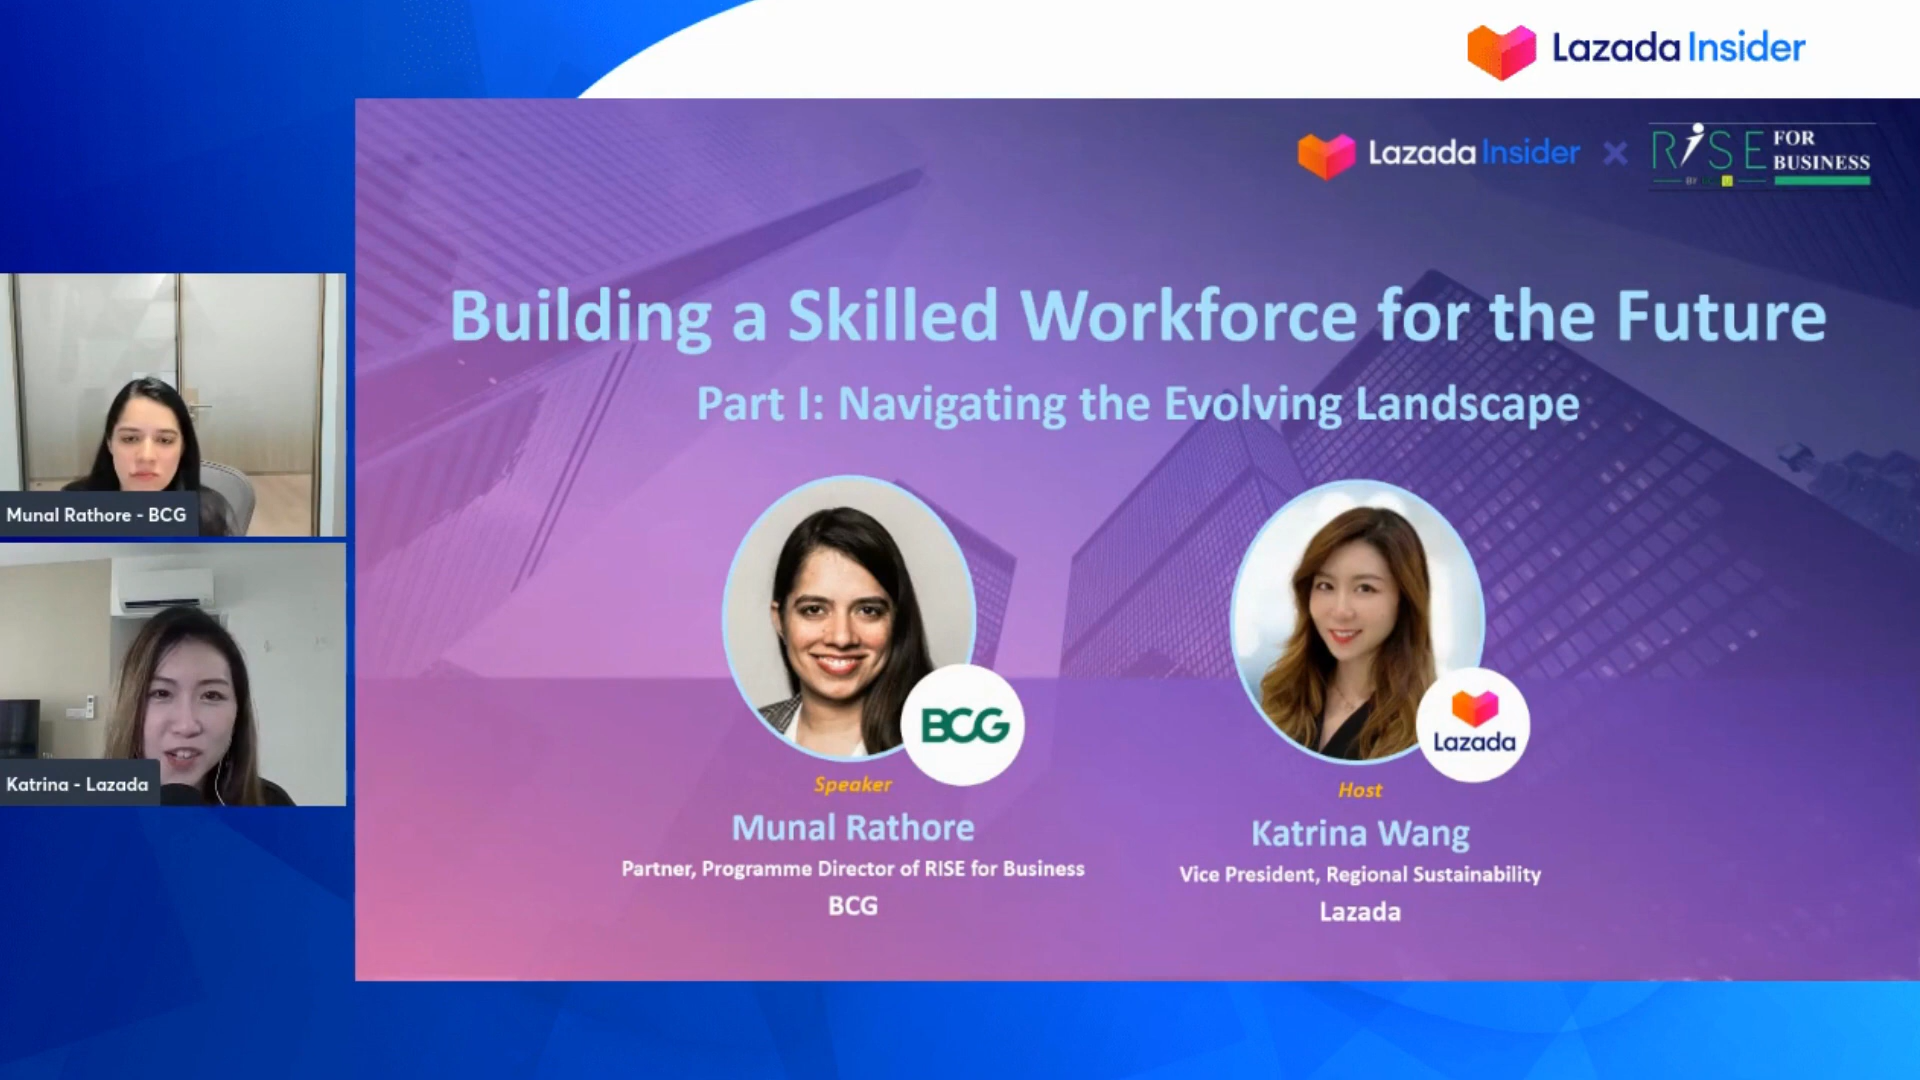 Lazada Insider
Lazada Insider × RISE FOR BUSINESS
BY
Building a Skilled Workforce for the Future
Part I: Navigating the Evolving Landscape
Munal Rathore - BCG
Katrina - Lazada
BCG
Lazada
Speaker
Munal Rathore
Partner, Programme Director of RISE for Business
BCG
Host
Katrina Wang
Vice President, Regional Sustainability
Lazada